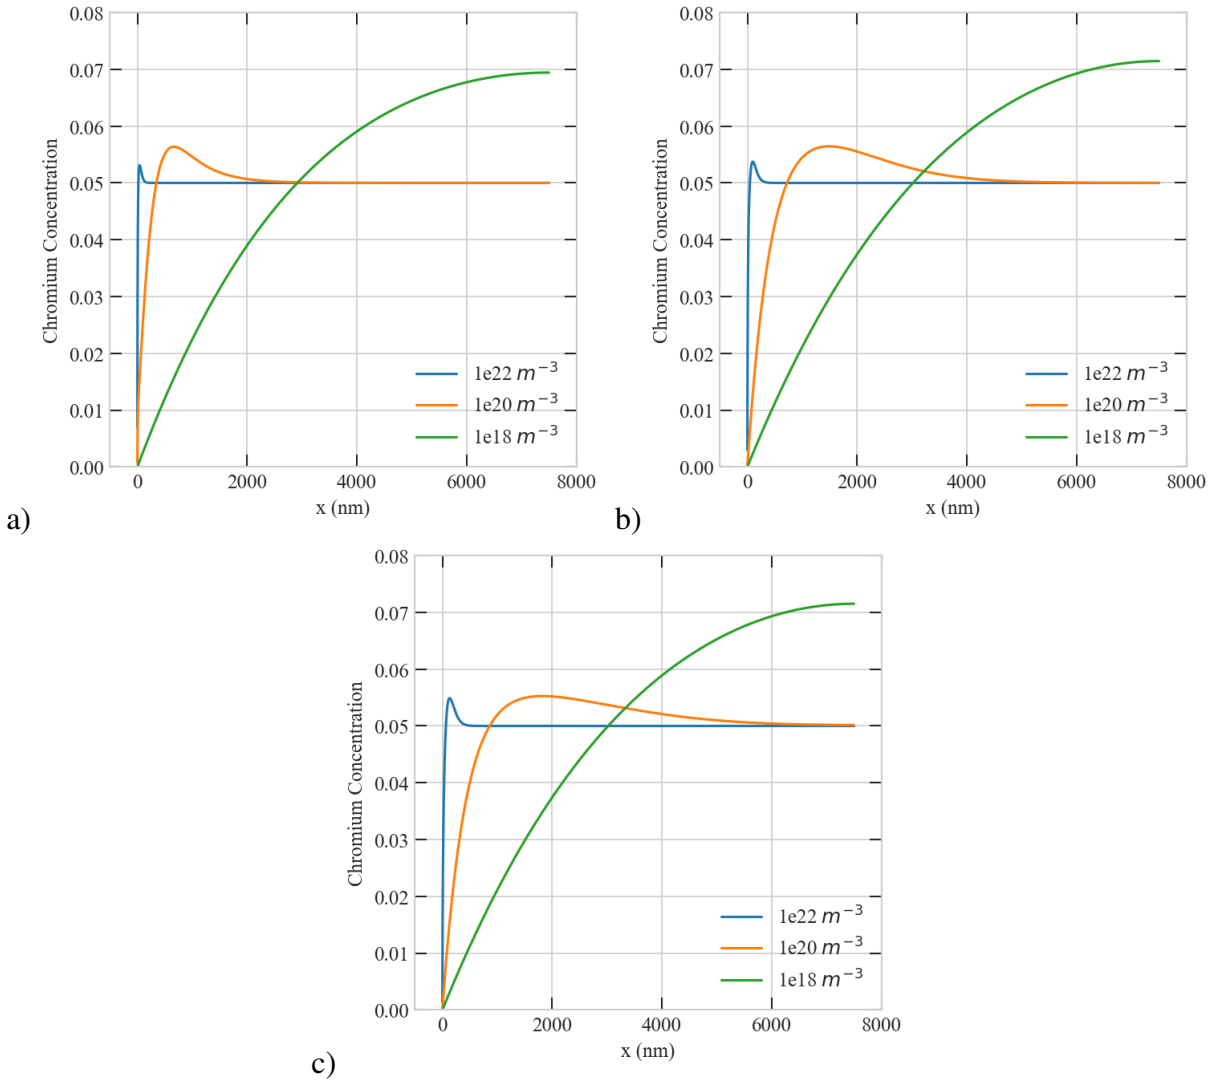 0.08
0.07
0.06
0.05
0.04
0.03
0.02
0.01
0.00
Chromium Concentration
1e22 m⁻³
1e20 m⁻³
1e18 m⁻³
0 2000 4000 6000 8000
x (nm)
a)
0.08
0.07
0.06
0.05
0.04
0.03
0.02
0.01
0.00
Chromium Concentration
1e22 m⁻³
1e20 m⁻³
1e18 m⁻³
0 2000 4000 6000 8000
x (nm)
b)
0.08
0.07
0.06
0.05
0.04
0.03
0.02
0.01
0.00
Chromium Concentration
1e22 m⁻³
1e20 m⁻³
1e18 m⁻³
0 2000 4000 6000 8000
x (nm)
c)